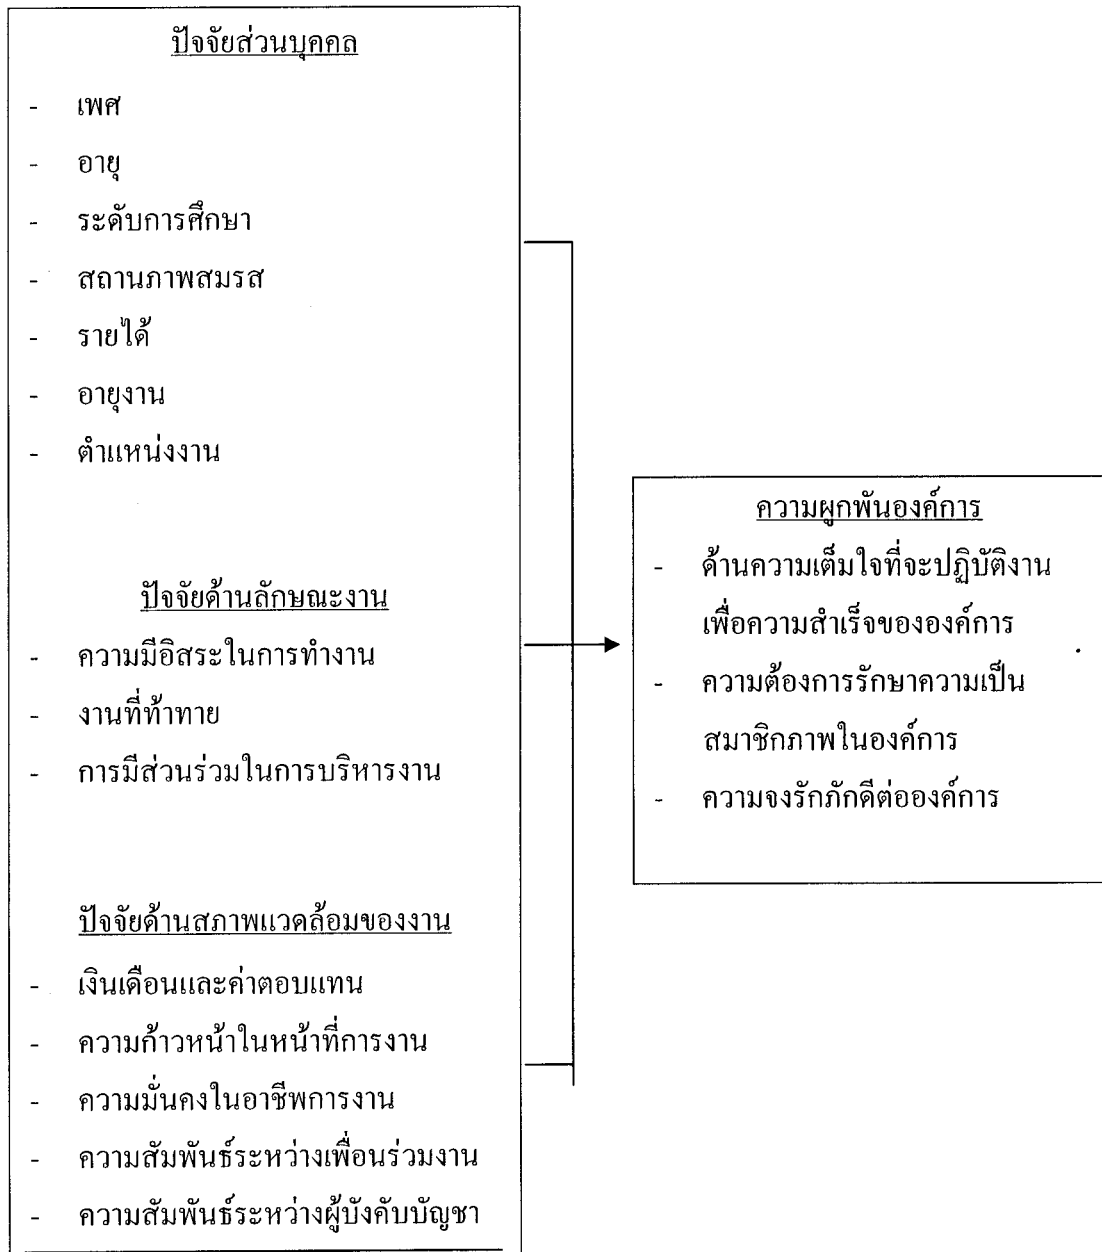 ปัจจัยส่วนบุคคล
- เพศ
- อายุ
- ระดับการศึกษา
- สถานภาพสมรส
- รายได้
- อายุงาน
- ตำแหน่งงาน
ปัจจัยด้านลักษณะงาน
- ความมีอิสระในการทำงาน
- งานที่ท้าทาย
- การมีส่วนร่วมในการบริหารงาน
ปัจจัยด้านสภาพแวดล้อมของงาน
- เงินเดือนและค่าตอบแทน
- ความก้าวหน้าในหน้าที่การงาน
- ความมั่นคงในอาชีพการงาน
- ความสัมพันธ์ระหว่างเพื่อนร่วมงาน
- ความสัมพันธ์ระหว่างผู้บังคับบัญชา
ความผูกพันองค์การ
- ด้านความเต็มใจที่จะปฏิบัติงาน
เพื่อความสำเร็จขององค์การ
- ความต้องการรักษาความเป็น
สมาชิกภาพในองค์การ
- ความจงรักภักดีต่อองค์การ